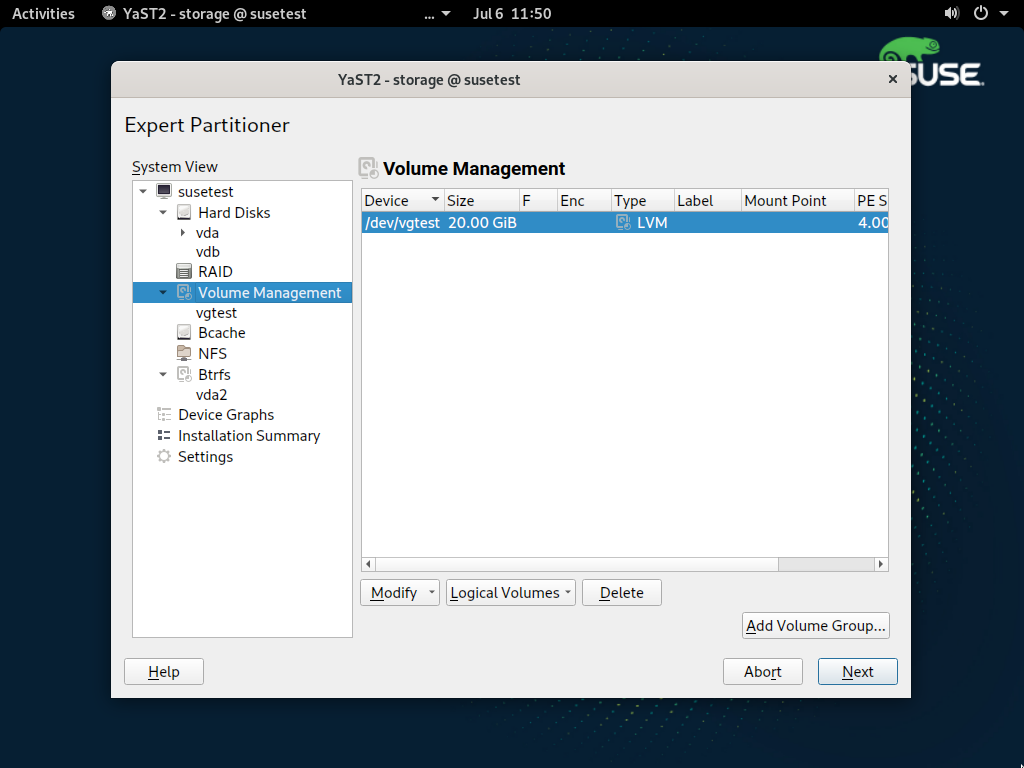 Activities YaST2 - storage @ susetest ... Jul 6 11:50
SUSE
YaST2 - storage @ susetest
Expert Partitioner
System View
susetest
Hard Disks
vda
vdb
RAID
Volume Management
vgtest
Bcache
NFS
Btrfs
vda2
Device Graphs
Installation Summary
Settings
Volume Management
Device Size F Enc Type Label Mount Point PE S
/dev/vgtest 20.00 GiB LVM 4.00
Modify Logical Volumes Delete
Add Volume Group...
Help Abort Next